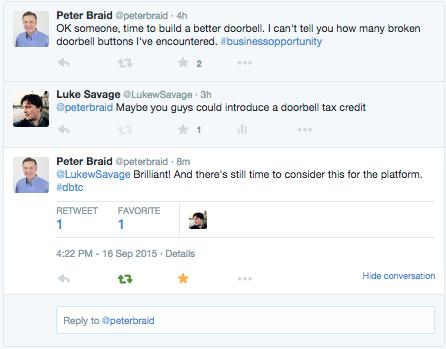 Peter Braid @peterbraid · 4h
OK someone, time to build a better doorbell. I can't tell you how many broken
doorbell buttons I've encountered. #businessopportunity
2
Luke Savage @LukewSavage · 3h
@peterbraid Maybe you guys could introduce a doorbell tax credit
1
Peter Braid @peterbraid · 8m
@LukewSavage Brilliant! And there's still time to consider this for the platform.
#dbtc
RETWEET FAVORITE
1 1
4:22 PM - 16 Sep 2015 · Details
Hide conversation
Reply to @peterbraid